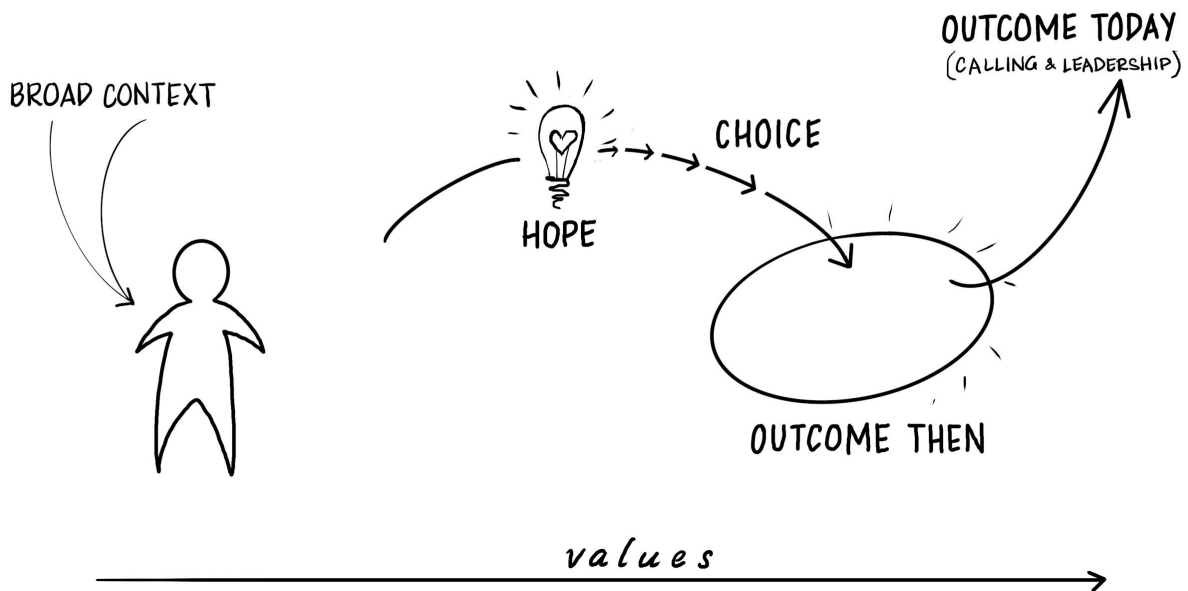 BROAD CONTEXT
HOPE
CHOICE
OUTCOME THEN
OUTCOME TODAY
(CALLING & LEADERSHIP)
values